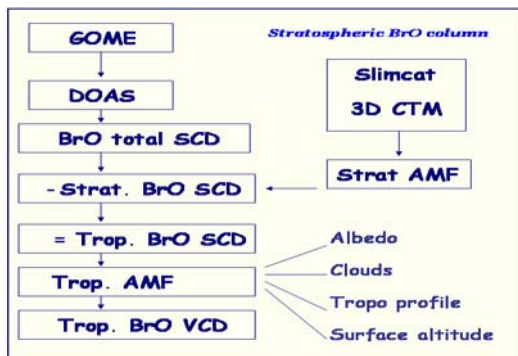 GOME
DOAS
BrO total SCD
- Strat. BrO SCD
= Trop. BrO SCD
Trop. AMF
Trop. BrO VCD
Stratospheric BrO column
Slimcat
3D CTM
Strat AMF
Albedo
Clouds
Tropo profile
Surface altitude